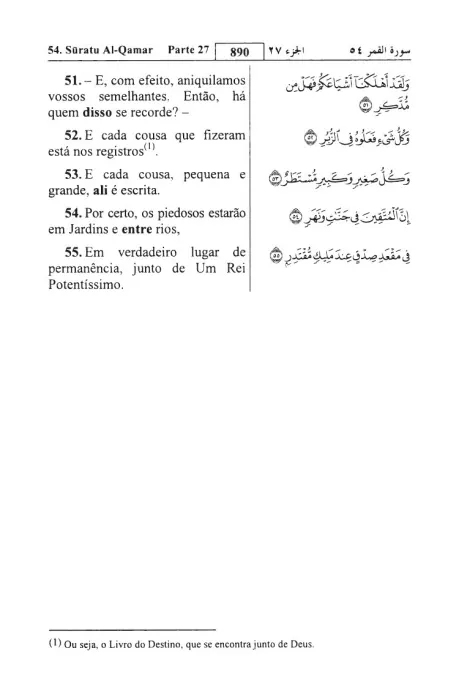 54. Sūratu Al-Qamar Parte 27 890 الجزء ٢٧ سورة القمر ٥٤
51. – E, com efeito, aniquilamos
vossos semelhantes. Então, há
quem disso se recorde? –
وَلَقَدْ أَهْلَكْنَآ أَشْيَاعَكُمْ فَهَلْ مِن
مُّدَّكِرٍ ۝٥١
52. E cada cousa que fizeram
está nos registros(1).
وَكُلُّ شَىْءٍ فَعَلُوهُ فِى ٱلزُّبُرِ ۝٥٢
53. E cada cousa, pequena e
grande, ali é escrita.
وَكُلُّ صَغِيرٍ وَكَبِيرٍ مُّسْتَطَرٌ ۝٥٣
54. Por certo, os piedosos estarão
em Jardins e entre rios,
إِنَّ ٱلْمُتَّقِينَ فِى جَنَّـٰتٍ وَنَهَرٍ ۝٥٤
55. Em verdadeiro lugar de
permanência, junto de Um Rei
Potentíssimo.
فِى مَقْعَدِ صِدْقٍ عِندَ مَلِيكٍ مُّقْتَدِرٍۭ ۝٥٥
(1) Ou seja, o Livro do Destino, que se encontra junto de Deus.